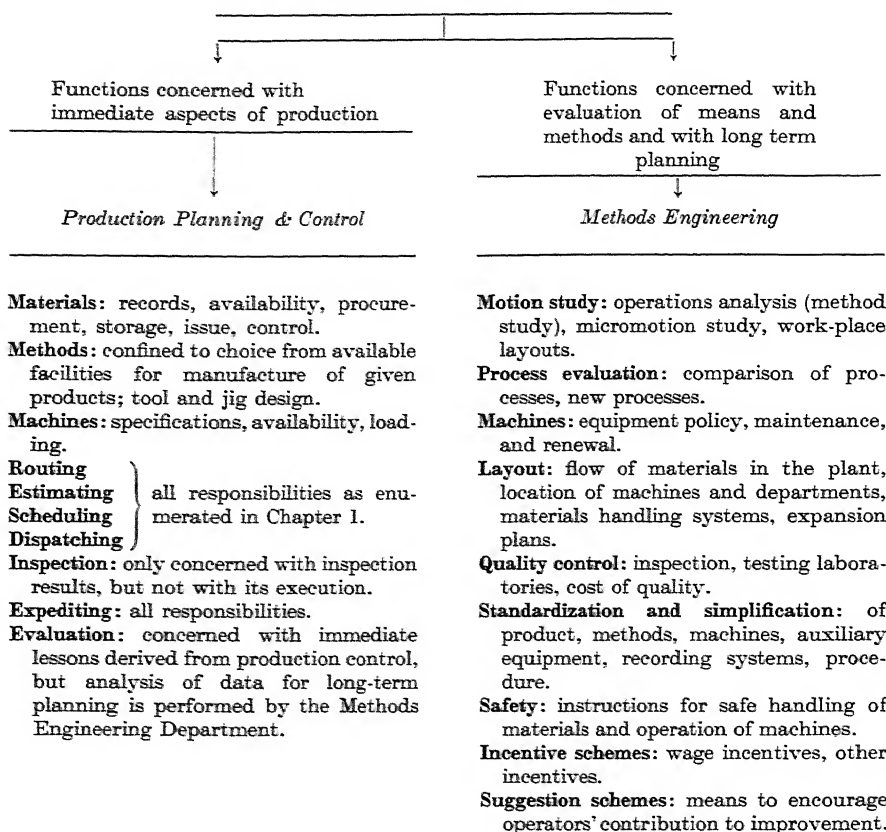 Functions concerned with
immediate aspects of production
Production Planning & Control
Materials: records, availability, procure-
ment, storage, issue, control.
Methods: confined to choice from available
facilities for manufacture of given
products; tool and jig design.
Machines: specifications, availability, load-
ing.
Routing
Estimating
Scheduling
Dispatching
all responsibilities as enu-
merated in Chapter 1.
Inspection: only concerned with inspection
results, but not with its execution.
Expediting: all responsibilities.
Evaluation: concerned with immediate
lessons derived from production control,
but analysis of data for long-term
planning is performed by the Methods
Engineering Department.
Functions concerned with
evaluation of means and
methods and with long term
planning
Methods Engineering
Motion study: operations analysis (method
study), micromotion study, work-place
layouts.
Process evaluation: comparison of pro-
cesses, new processes.
Machines: equipment policy, maintenance,
and renewal.
Layout: flow of materials in the plant,
location of machines and departments,
materials handling systems, expansion
plans.
Quality control: inspection, testing labora-
tories, cost of quality.
Standardization and simplification: of
product, methods, machines, auxiliary
equipment, recording systems, proce-
dure.
Safety: instructions for safe handling of
materials and operation of machines.
Incentive schemes: wage incentives, other
incentives.
Suggestion schemes: means to encourage
operators' contribution to improvement.